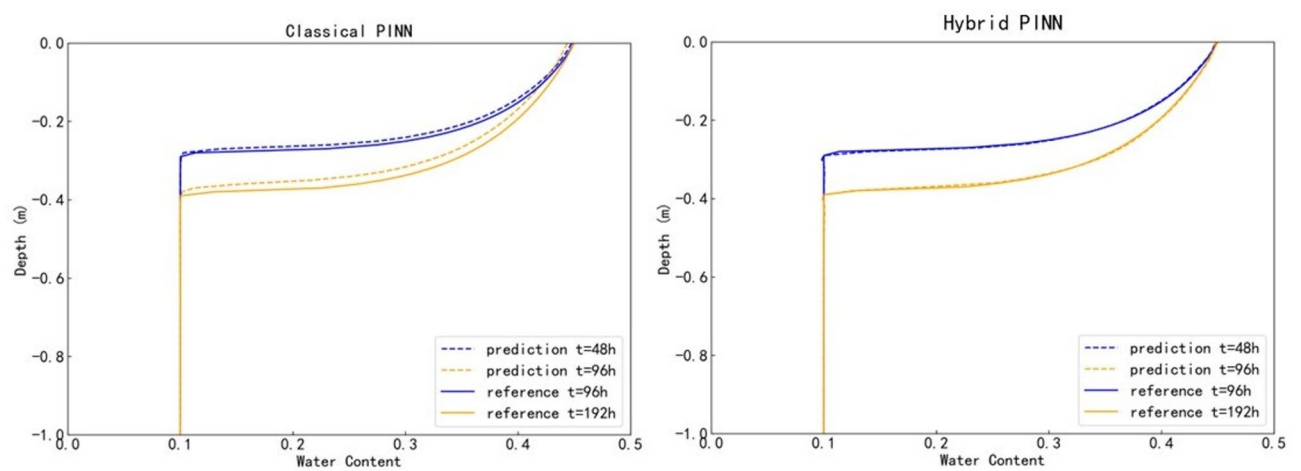 Classical PINN
0.0
-0.2
-0.4
-0.6
-0.8
-1.0
Depth (m)
0.0 0.1 0.2 0.3 0.4 0.5
Water Content
prediction t=48h
prediction t=96h
reference t=96h
reference t=192h
Hybrid PINN
0.0
-0.2
-0.4
-0.6
-0.8
-1.0
Depth (m)
0.0 0.1 0.2 0.3 0.4 0.5
Water Content
prediction t=48h
prediction t=96h
reference t=96h
reference t=192h